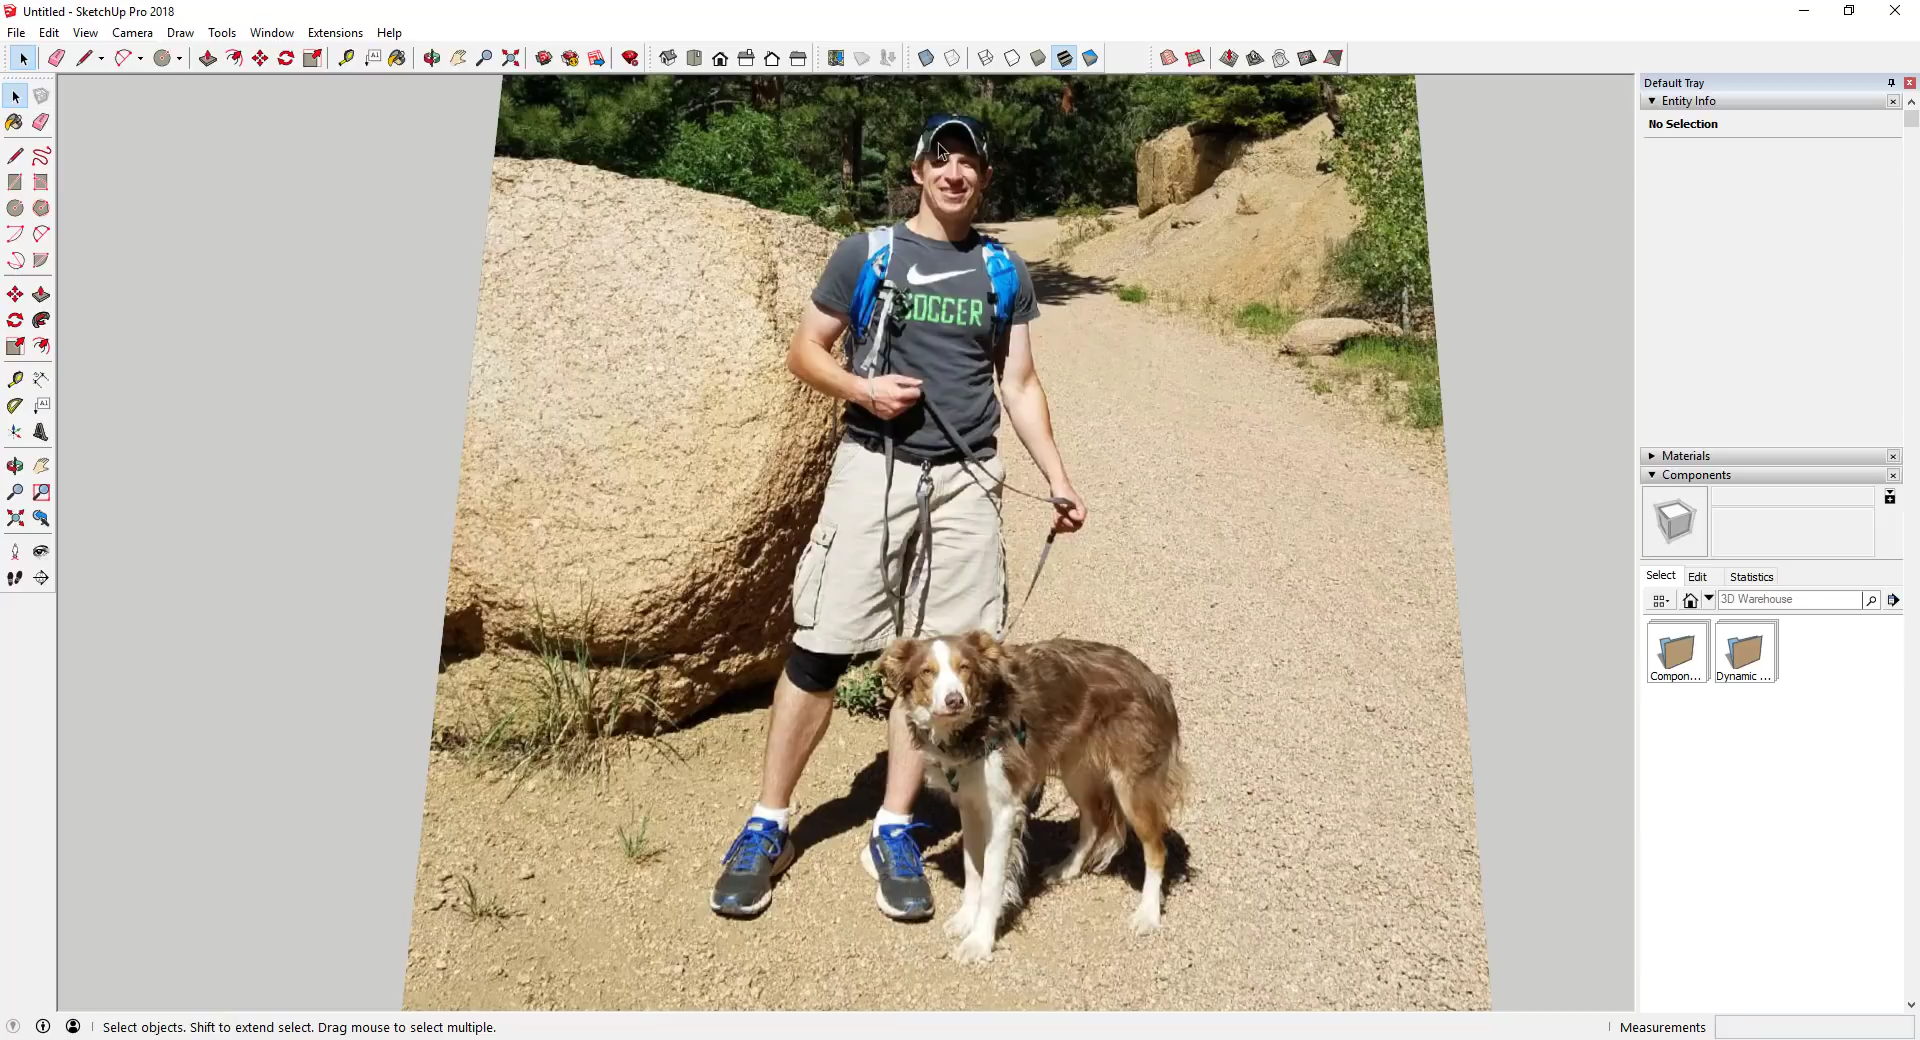 Untitled - SketchUp Pro 2018
File Edit View Camera Draw Tools Window Extensions Help
Default Tray
Entity Info
No Selection
SOCCER
Materials
Components
Select Edit Statistics
3D Warehouse
Compon... Dynamic ...
Select objects. Shift to extend select. Drag mouse to select multiple.
Measurements